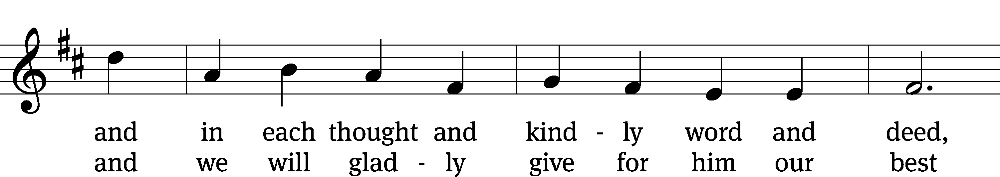 and in each thought and kind - ly word and deed,
and we will glad - ly give for him our best